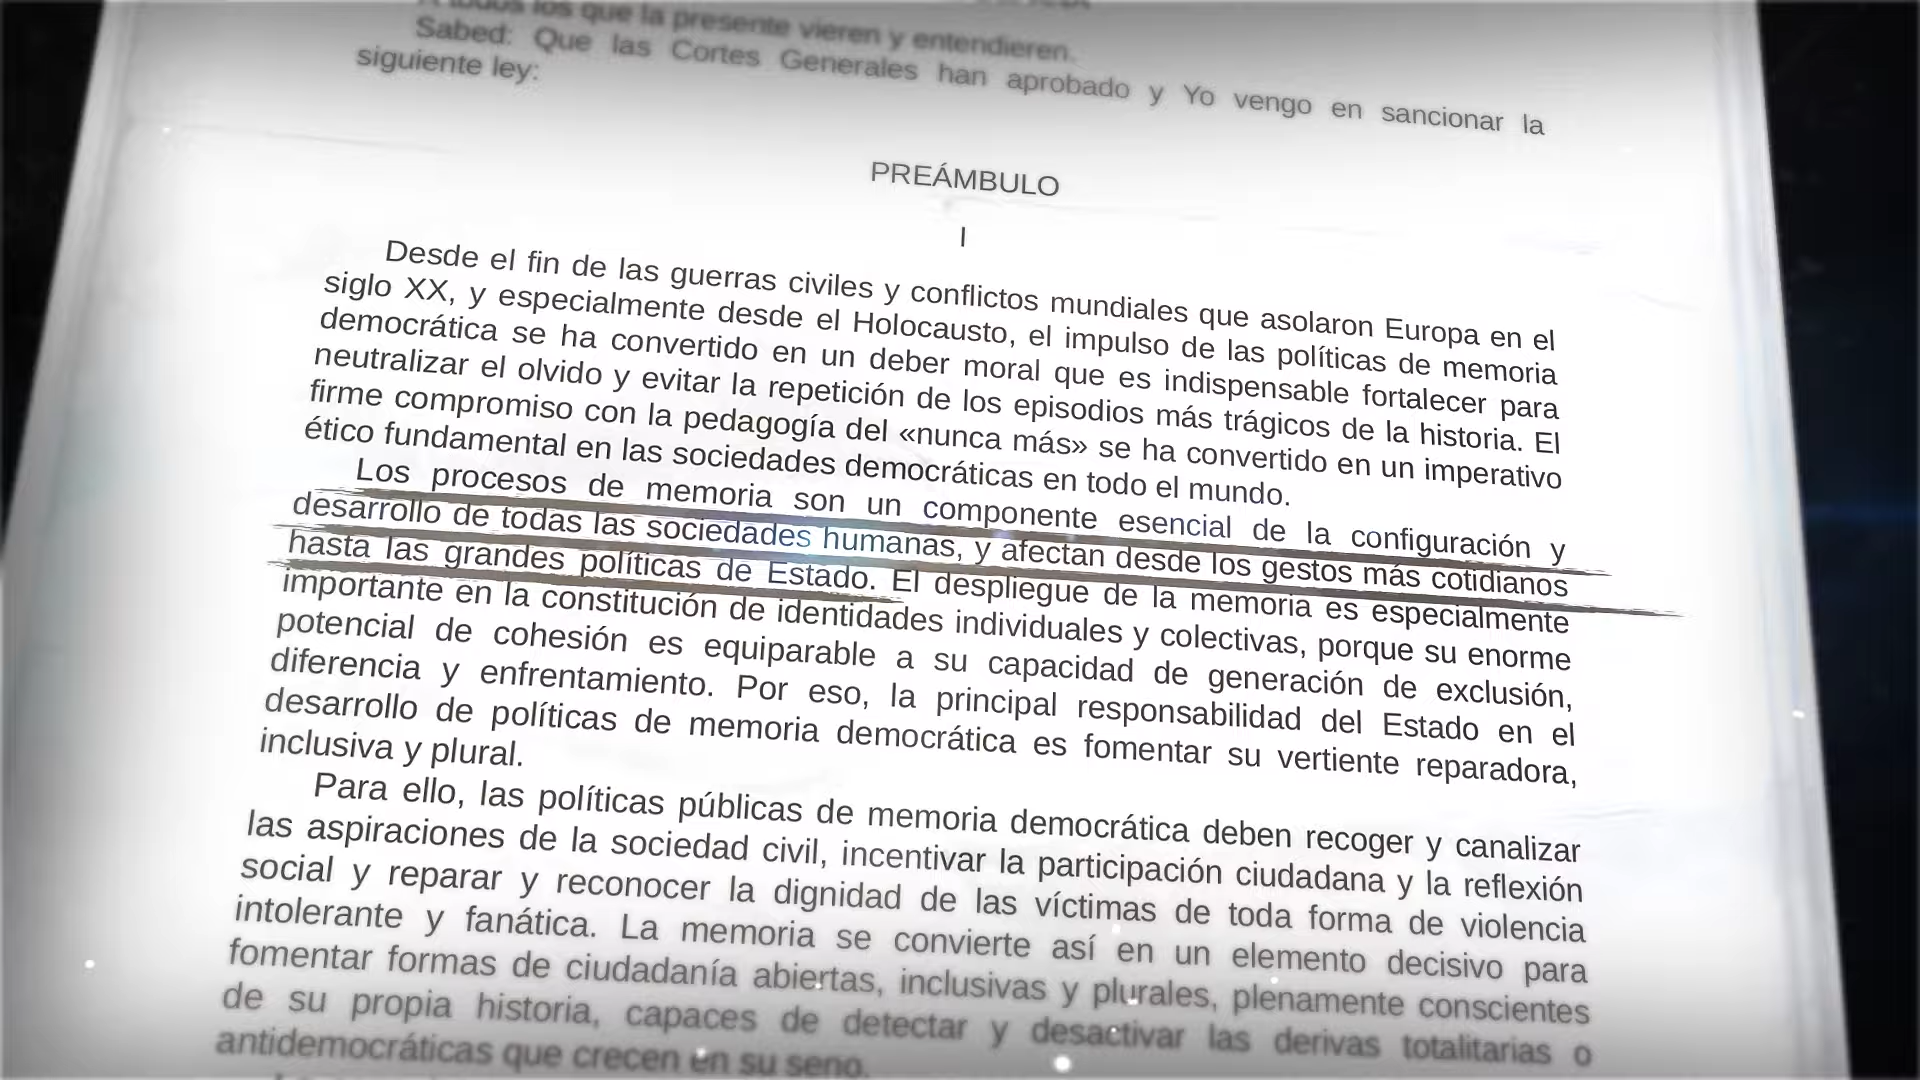 A todos los que la presente vieren y entendieren.
Sabed: Que las Cortes Generales han aprobado y Yo vengo en sancionar la
siguiente ley:
PREÁMBULO
I
Desde el fin de las guerras civiles y conflictos mundiales que asolaron Europa en el
siglo XX, y especialmente desde el Holocausto, el impulso de las políticas de memoria
democrática se ha convertido en un deber moral que es indispensable fortalecer para
neutralizar el olvido y evitar la repetición de los episodios más trágicos de la historia. El
firme compromiso con la pedagogía del «nunca más» se ha convertido en un imperativo
ético fundamental en las sociedades democráticas en todo el mundo.
Los procesos de memoria son un componente esencial de la configuración y
desarrollo de todas las sociedades humanas, y afectan desde los gestos más cotidianos
hasta las grandes políticas de Estado. El despliegue de la memoria es especialmente
importante en la constitución de identidades individuales y colectivas, porque su enorme
potencial de cohesión es equiparable a su capacidad de generación de exclusión,
diferencia y enfrentamiento. Por eso, la principal responsabilidad del Estado en el
desarrollo de políticas de memoria democrática es fomentar su vertiente reparadora,
inclusiva y plural.
Para ello, las políticas públicas de memoria democrática deben recoger y canalizar
las aspiraciones de la sociedad civil, incentivar la participación ciudadana y la reflexión
social y reparar y reconocer la dignidad de las víctimas de toda forma de violencia
intolerante y fanática. La memoria se convierte así en un elemento decisivo para
fomentar formas de ciudadanía abiertas, inclusivas y plurales, plenamente conscientes
de su propia historia, capaces de detectar y desactivar las derivas totalitarias o
antidemocráticas que crecen en su seno.